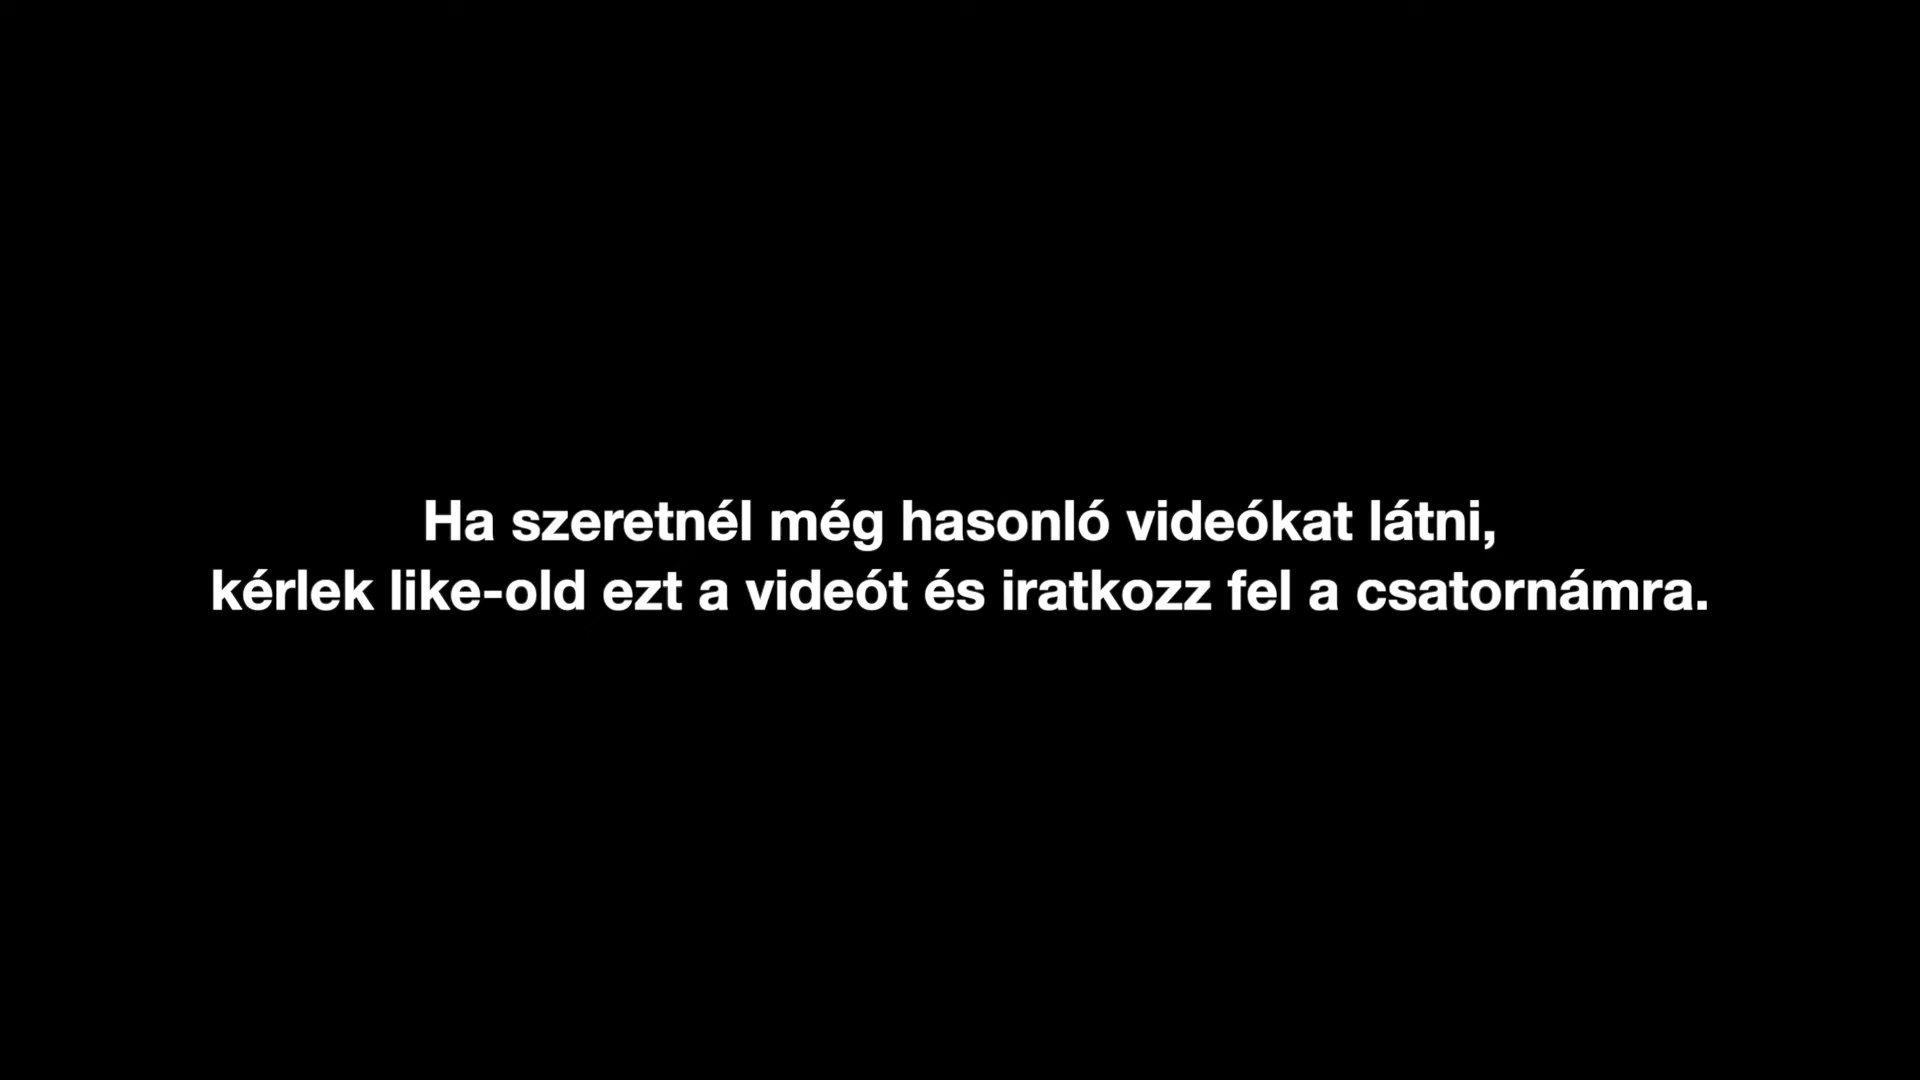 Ha szeretnél még hasonló videókat látni,
kérlek like-old ezt a videót és iratkozz fel a csatornámra.